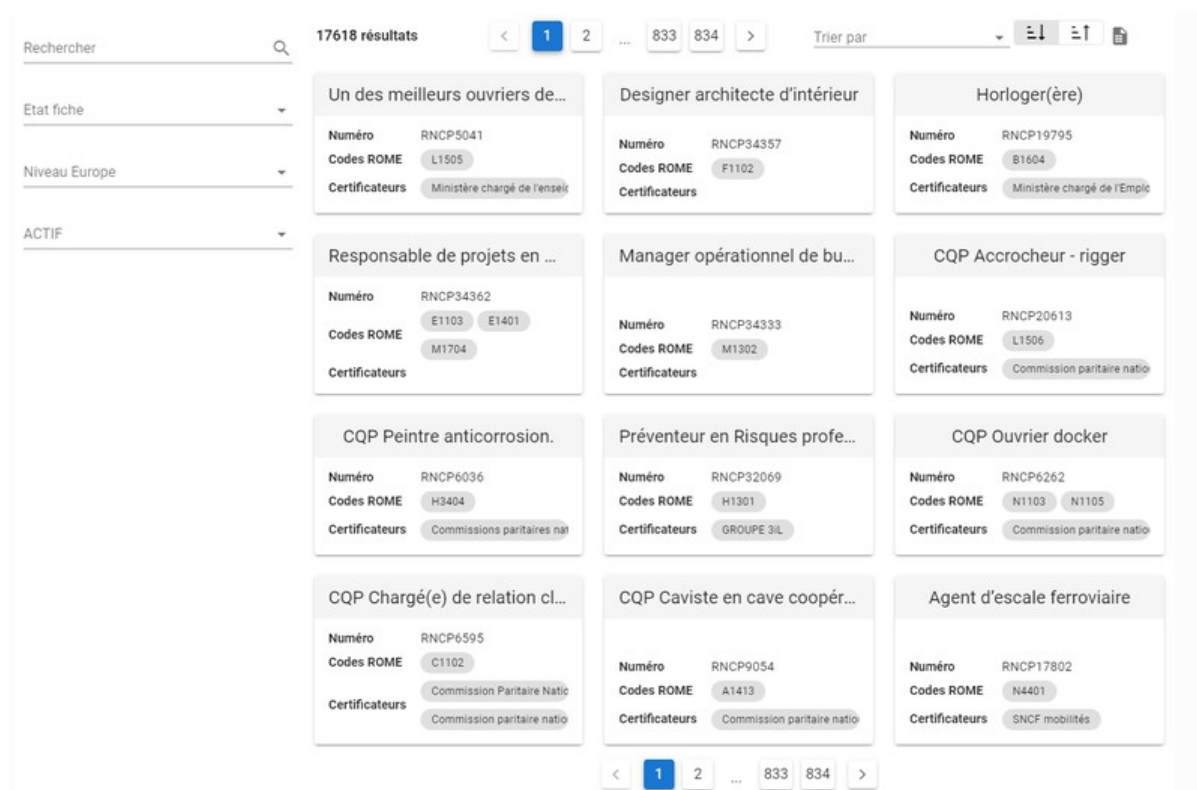 Rechercher
Etat fiche
Niveau Europe
ACTIF
17618 résultats
< 1 2 ... 833 834 >
Trier par
Un des meilleurs ouvriers de...
Numéro RNCP5041
Codes ROME L1505
Certificateurs Ministère chargé de l'enseig
Designer architecte d'intérieur
Numéro RNCP34357
Codes ROME F1102
Certificateurs
Horloger(ère)
Numéro RNCP19795
Codes ROME B1604
Certificateurs Ministère chargé de l'Emplo
Responsable de projets en ...
Numéro RNCP34362
Codes ROME E1103 E1401
M1704
Certificateurs
Manager opérationnel de bu...
Numéro RNCP34333
Codes ROME M1302
Certificateurs
CQP Accrocheur - rigger
Numéro RNCP20613
Codes ROME L1506
Certificateurs Commission paritaire natio
CQP Peintre anticorrosion.
Numéro RNCP6036
Codes ROME H3404
Certificateurs Commissions paritaires nat
Préventeur en Risques profe...
Numéro RNCP32069
Codes ROME H1301
Certificateurs GROUPE 3iL
CQP Ouvrier docker
Numéro RNCP6262
Codes ROME N1103 N1105
Certificateurs Commission paritaire natio
CQP Chargé(e) de relation cl...
Numéro RNCP6595
Codes ROME C1102
Certificateurs Commission Paritaire Natio
Commission paritaire natio
CQP Caviste en cave coopér...
Numéro RNCP9054
Codes ROME A1413
Certificateurs Commission paritaire natio
Agent d'escale ferroviaire
Numéro RNCP17802
Codes ROME N4401
Certificateurs SNCF mobilités
< 1 2 ... 833 834 >